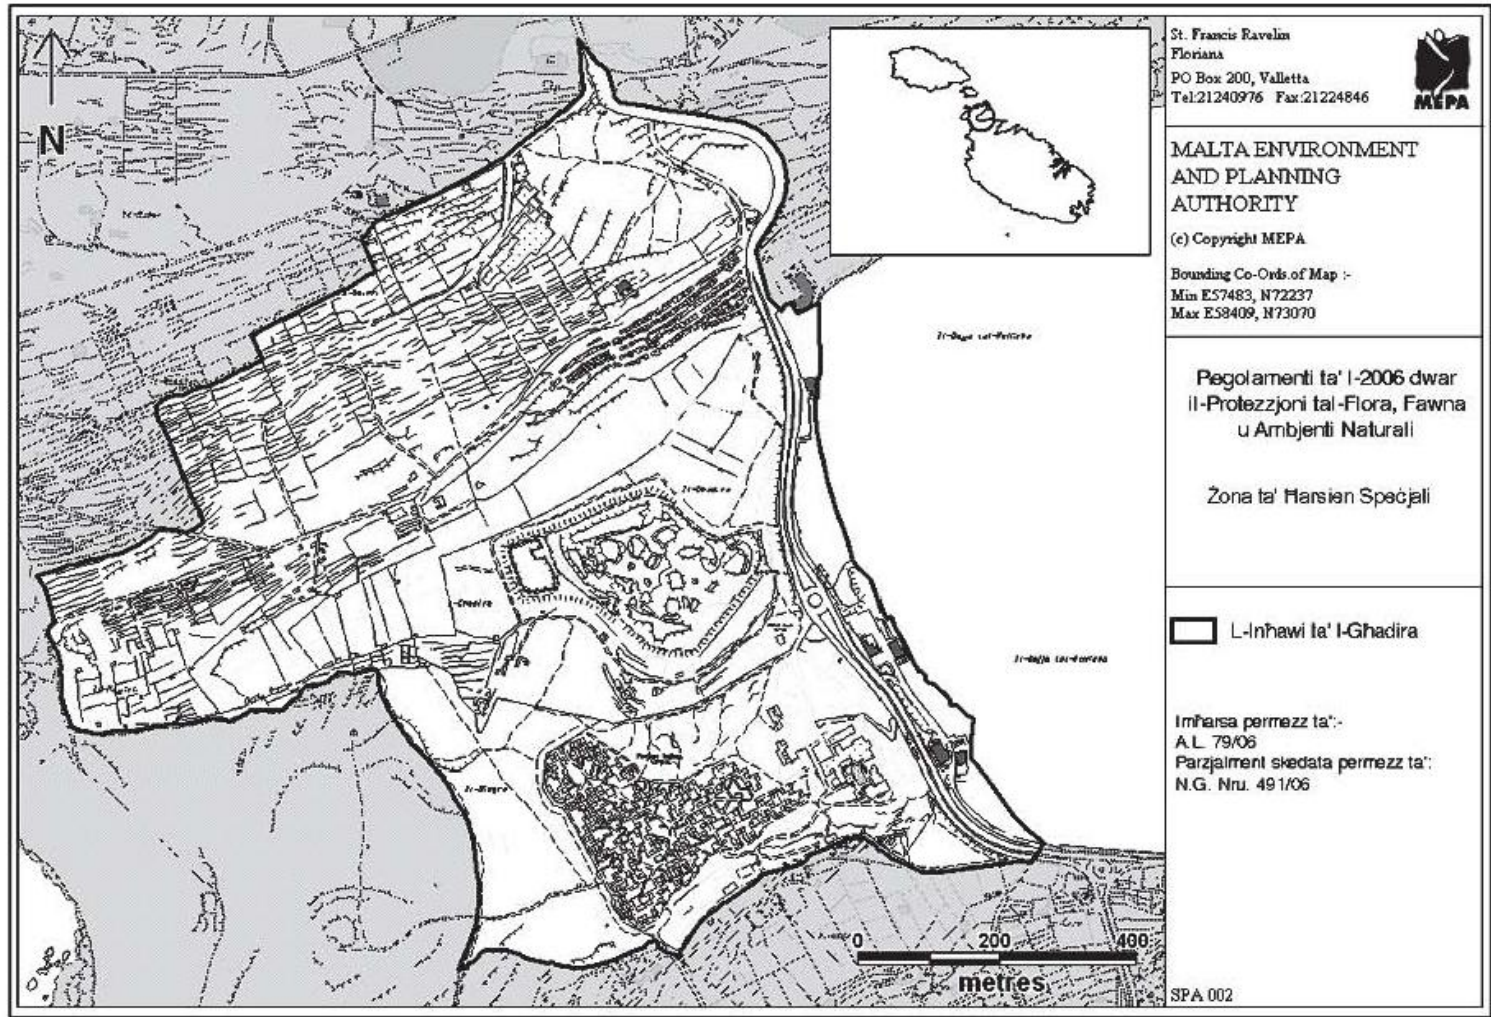 N
Il-Qortin
L-Għadira
St. Francis Ravelin
Floriana
PO Box 200, Valletta
Tel:21240976 Fax:21224846
MEPA
MALTA ENVIRONMENT
AND PLANNING
AUTHORITY
(c) Copyright MEPA
Bounding Co-Ords.of Map :-
Min E57483, N72237
Max E58409, N73070
Regolamenti ta' l-2006 dwar
il-Protezzjoni tal-Flora, Fawna
u Ambjenti Naturali
Żona ta' Ħarsien Speċjali
L-Inħawi ta' l-Għadira
Imħarsa permezz ta':-
A.L. 79/06
Parzjalment skedata permezz ta':
N.G. Nru. 491/06
SPA 002
0 200 400
metres